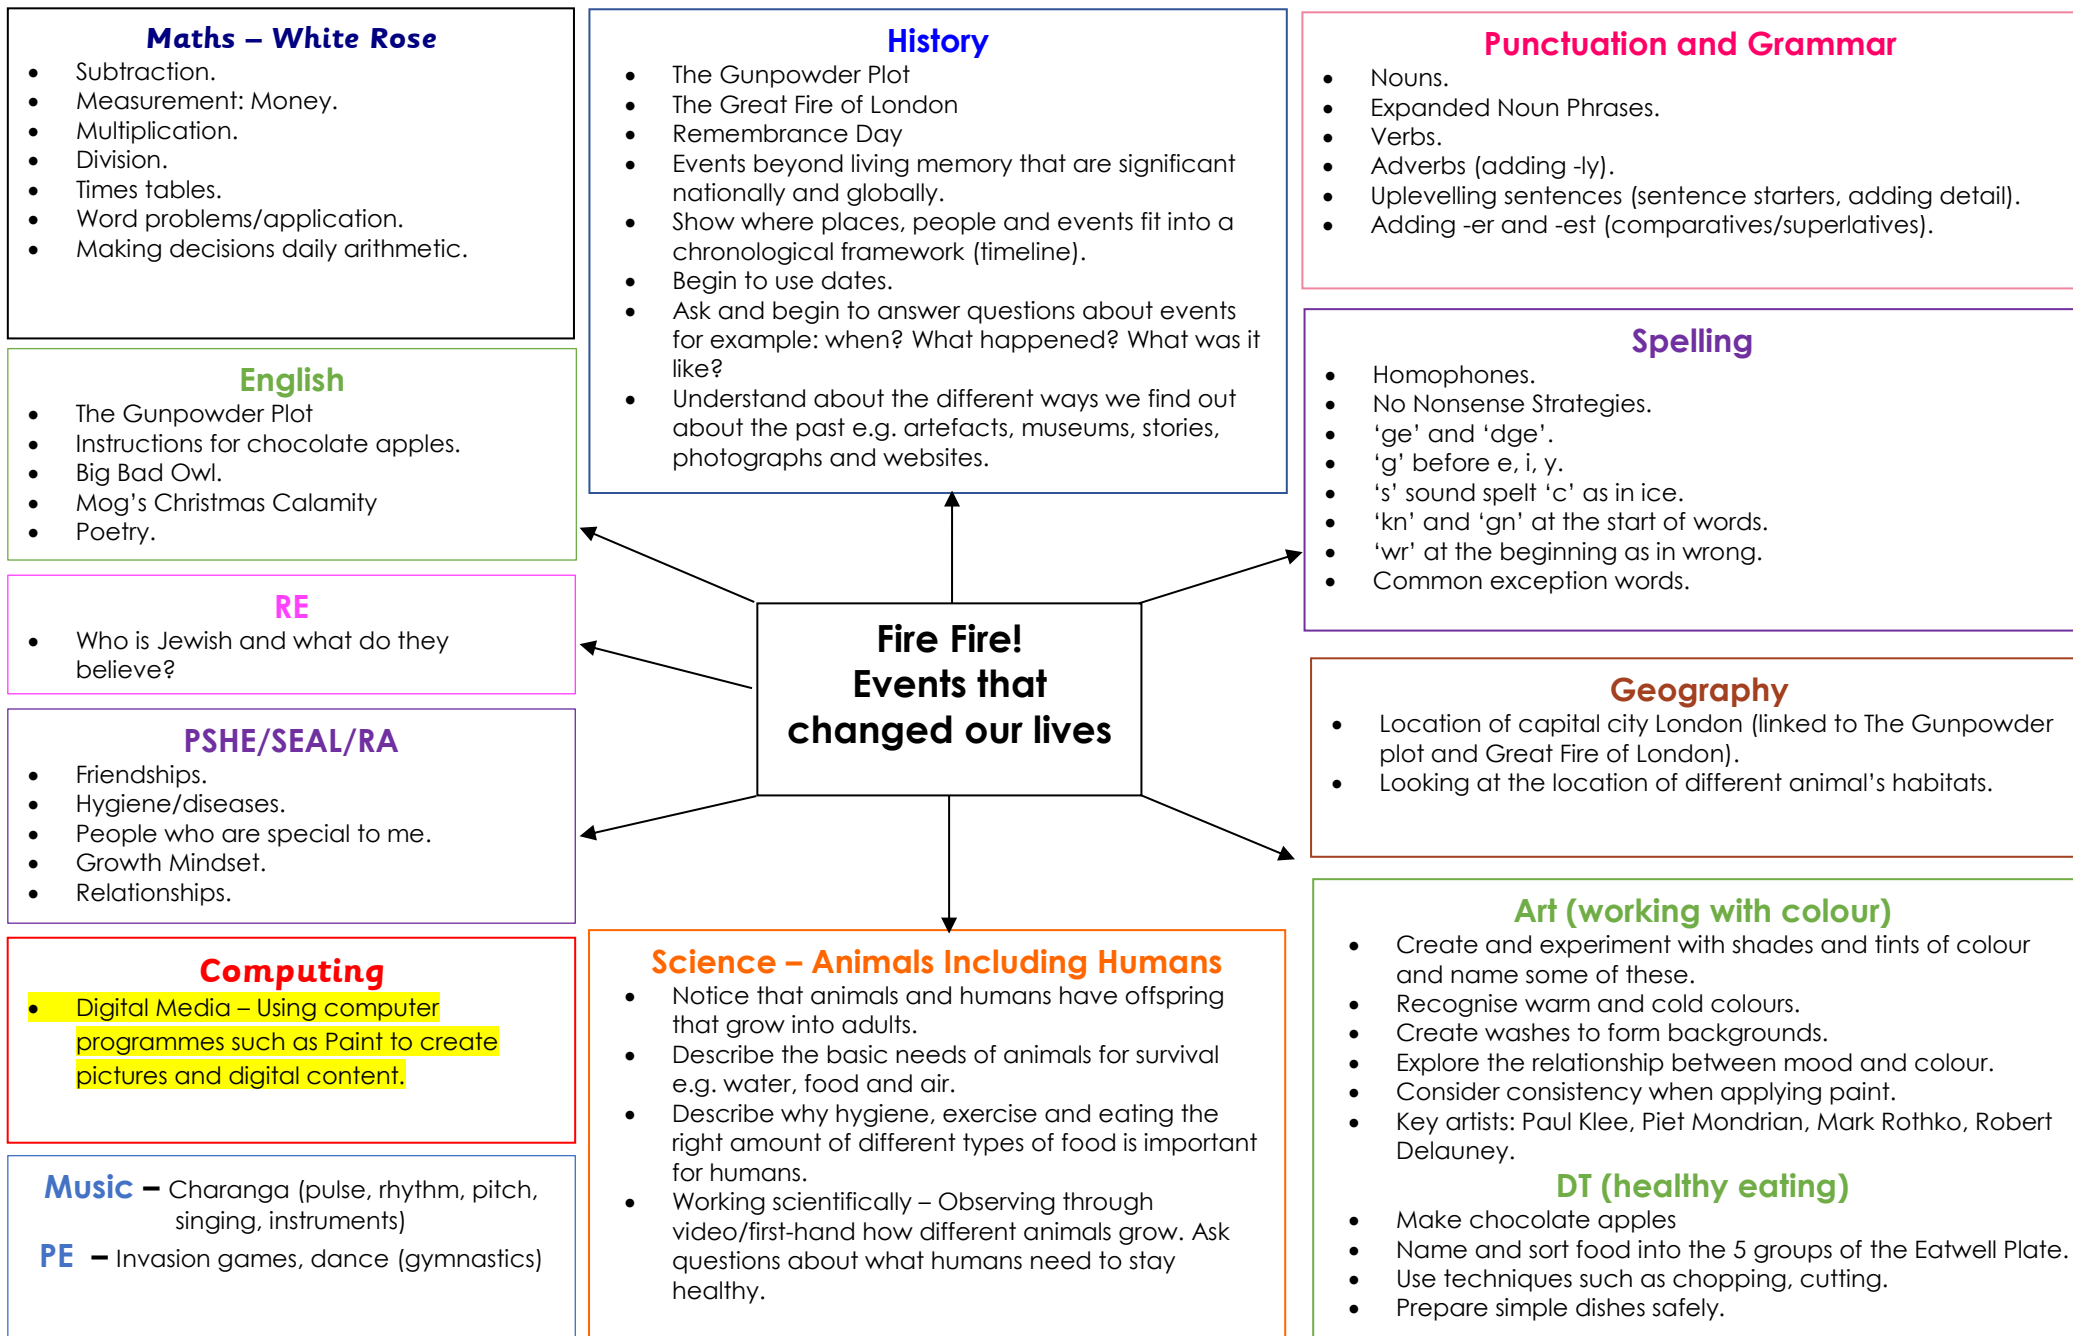 Maths – White Rose
• Subtraction.
• Measurement: Money.
• Multiplication.
• Division.
• Times tables.
• Word problems/application.
• Making decisions daily arithmetic.
English
• The Gunpowder Plot
• Instructions for chocolate apples.
• Big Bad Owl.
• Mog's Christmas Calamity
• Poetry.
RE
• Who is Jewish and what do they
believe?
PSHE/SEAL/RA
• Friendships.
• Hygiene/diseases.
• People who are special to me.
• Growth Mindset.
• Relationships.
Computing
• Digital Media – Using computer
programmes such as Paint to create
pictures and digital content.
Music – Charanga (pulse, rhythm, pitch,
singing, instruments)
PE – Invasion games, dance (gymnastics)
History
• The Gunpowder Plot
• The Great Fire of London
• Remembrance Day
• Events beyond living memory that are significant
nationally and globally.
• Show where places, people and events fit into a
chronological framework (timeline).
• Begin to use dates.
• Ask and begin to answer questions about events
for example: when? What happened? What was it
like?
• Understand about the different ways we find out
about the past e.g. artefacts, museums, stories,
photographs and websites.
Fire Fire!
Events that
changed our lives
Science – Animals Including Humans
• Notice that animals and humans have offspring
that grow into adults.
• Describe the basic needs of animals for survival
e.g. water, food and air.
• Describe why hygiene, exercise and eating the
right amount of different types of food is important
for humans.
• Working scientifically – Observing through
video/first-hand how different animals grow. Ask
questions about what humans need to stay
healthy.
Punctuation and Grammar
• Nouns.
• Expanded Noun Phrases.
• Verbs.
• Adverbs (adding -ly).
• Uplevelling sentences (sentence starters, adding detail).
• Adding -er and -est (comparatives/superlatives).
Spelling
• Homophones.
• No Nonsense Strategies.
• ‘ge’ and ‘dge’.
• ‘g’ before e, i, y.
• ‘s’ sound spelt ‘c’ as in ice.
• ‘kn’ and ‘gn’ at the start of words.
• ‘wr’ at the beginning as in wrong.
• Common exception words.
Geography
• Location of capital city London (linked to The Gunpowder
plot and Great Fire of London).
• Looking at the location of different animal’s habitats.
Art (working with colour)
• Create and experiment with shades and tints of colour
and name some of these.
• Recognise warm and cold colours.
• Create washes to form backgrounds.
• Explore the relationship between mood and colour.
• Consider consistency when applying paint.
• Key artists: Paul Klee, Piet Mondrian, Mark Rothko, Robert
Delauney.
DT (healthy eating)
• Make chocolate apples
• Name and sort food into the 5 groups of the Eatwell Plate.
• Use techniques such as chopping, cutting.
• Prepare simple dishes safely.